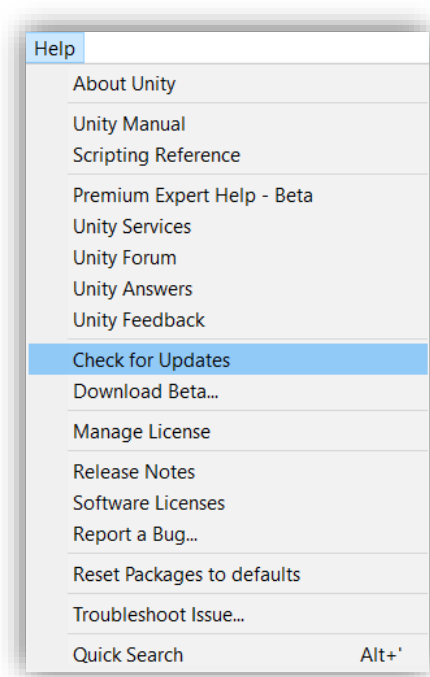 Help
About Unity
Unity Manual
Scripting Reference
Premium Expert Help - Beta
Unity Services
Unity Forum
Unity Answers
Unity Feedback
Check for Updates
Download Beta...
Manage License
Release Notes
Software Licenses
Report a Bug...
Reset Packages to defaults
Troubleshoot Issue...
Quick Search Alt+'